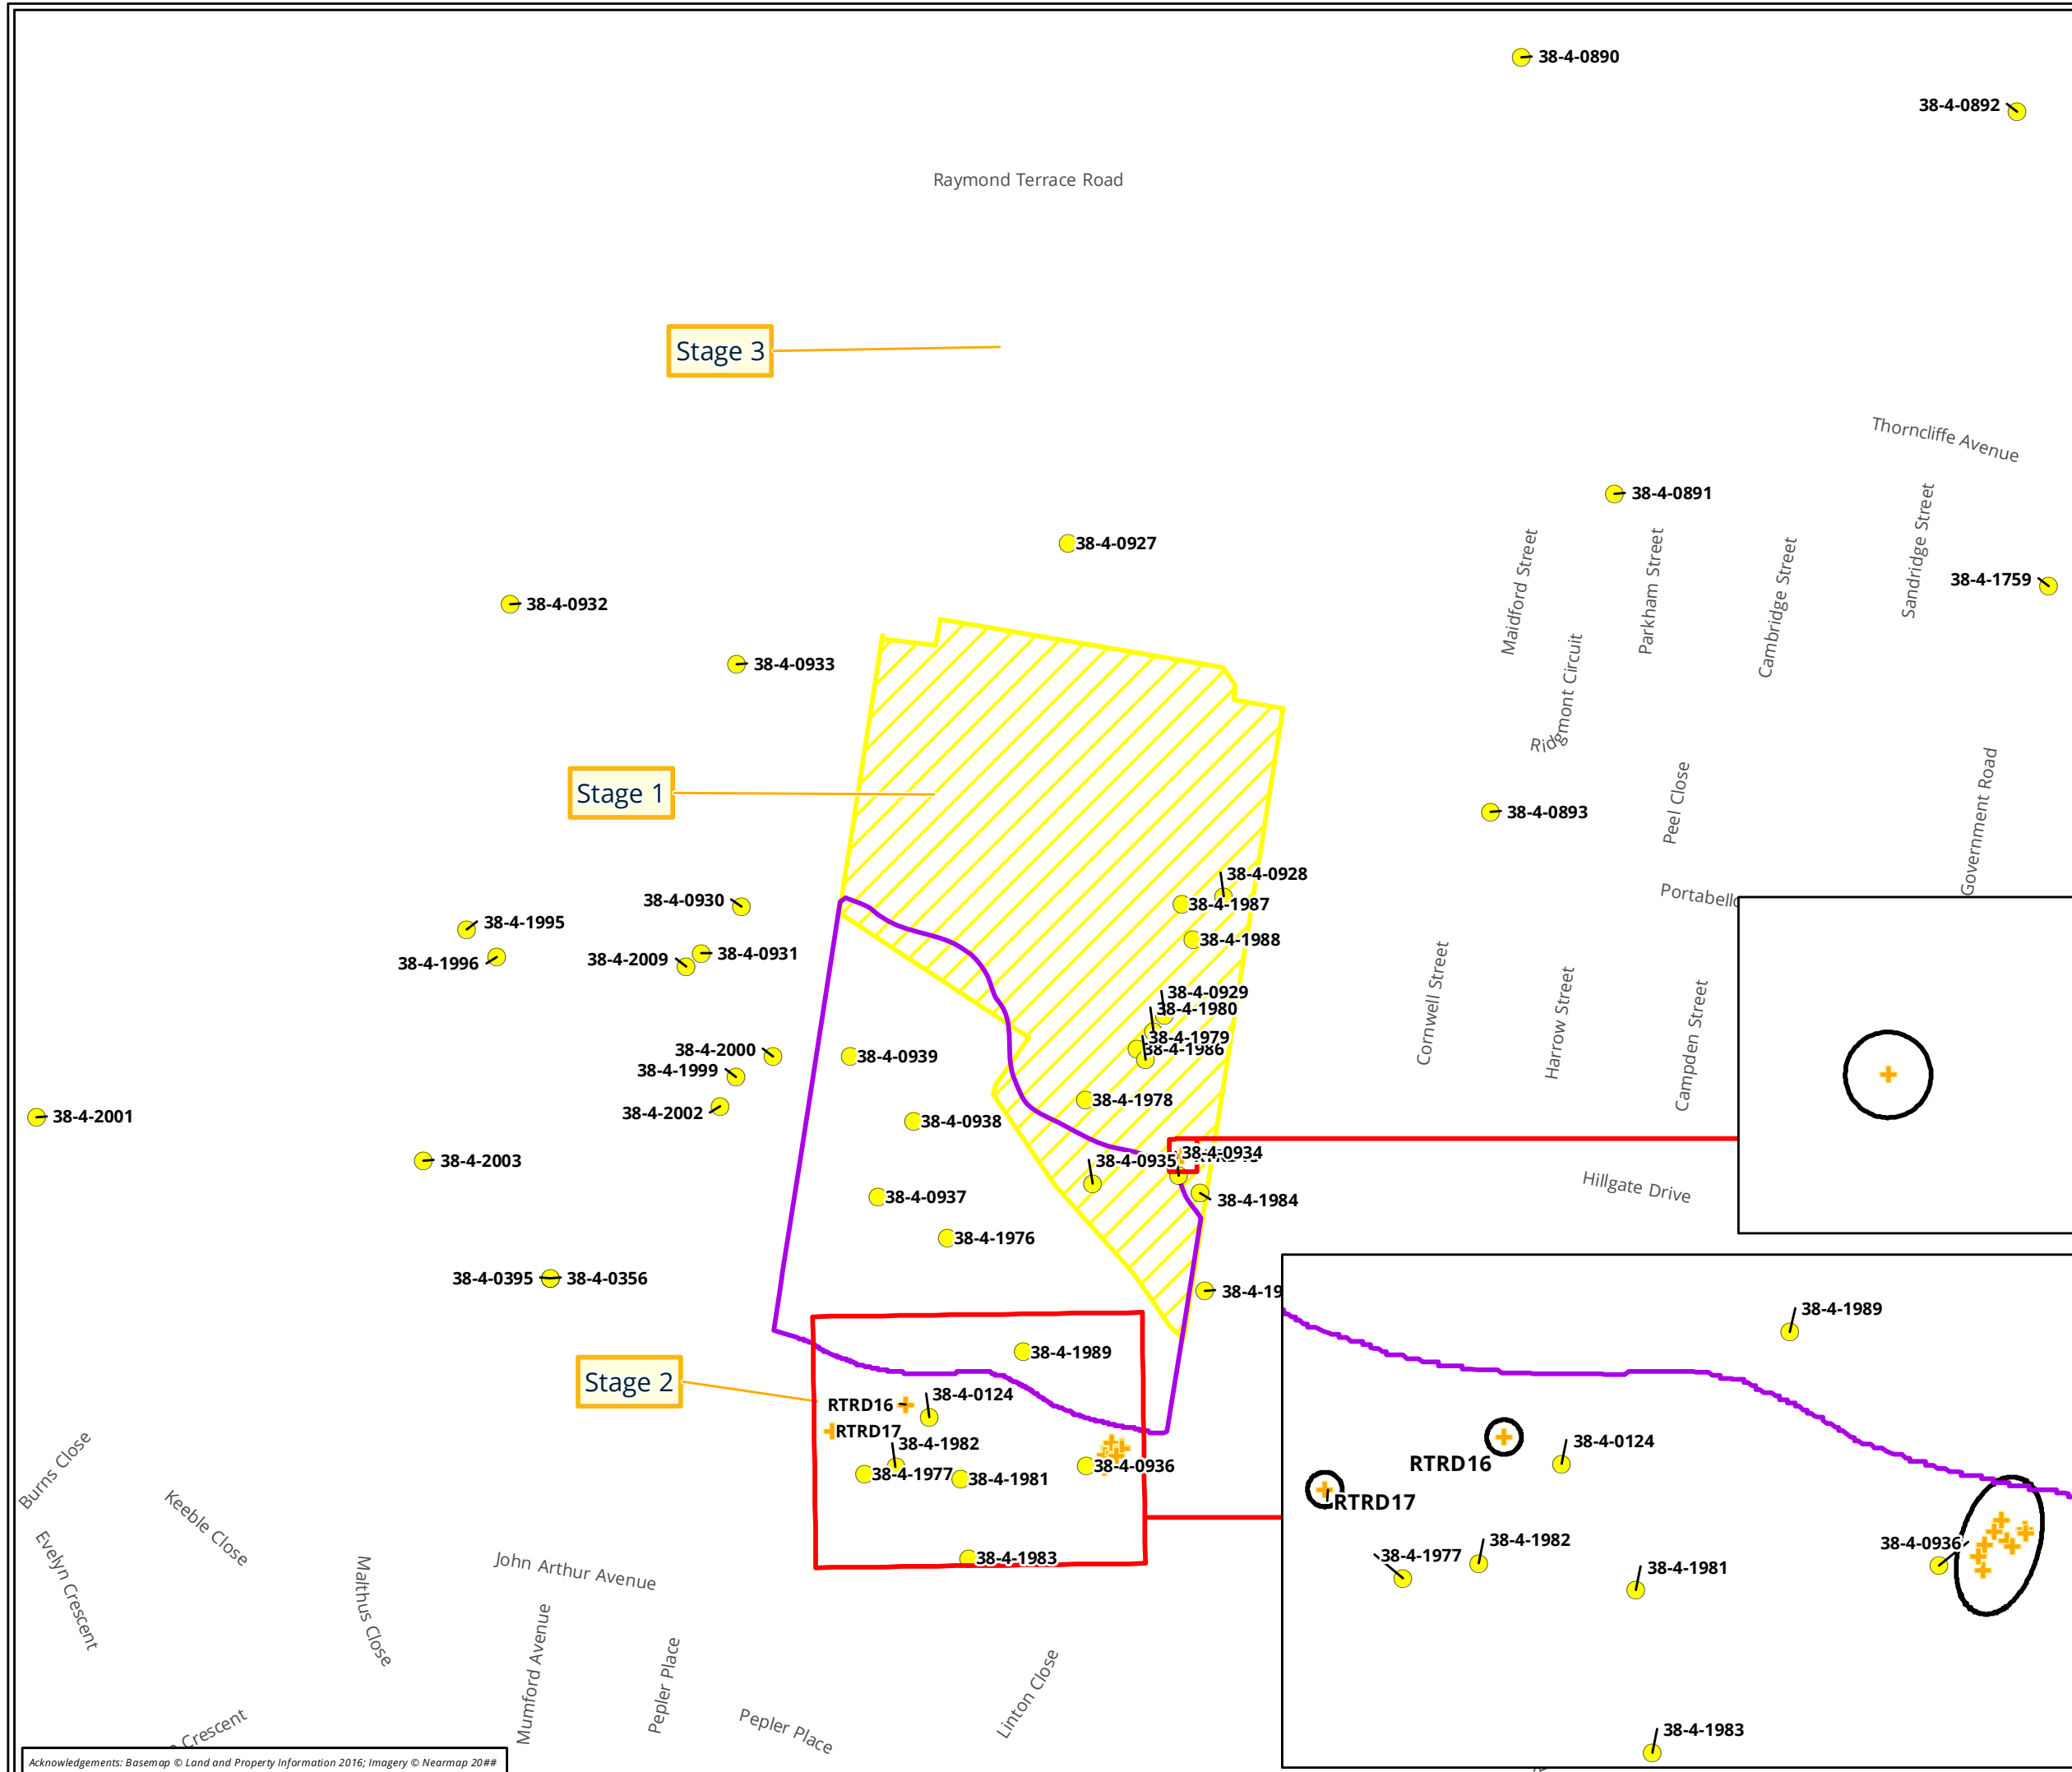 38-4-0890
38-4-0892
Raymond Terrace Road
Stage 3
Thorncliffe Avenue
38-4-0891
Sandridge Street
Maidford Street
Parkham Street
Cambridge Street
38-4-0927
38-4-1759
38-4-0932
38-4-0933
Ridgmont Circuit
Stage 1
Peel Close
Government Road
38-4-0893
38-4-0928
38-4-0930
38-4-1987
38-4-1995
38-4-1988
38-4-0931
38-4-2009
38-4-1996
Cornwell Street
Harrow Street
Campden Street
38-4-0929
38-4-1980
38-4-1979
38-4-1986
38-4-2000
38-4-0939
38-4-1999
38-4-1978
38-4-2002
38-4-2001
38-4-0938
38-4-0934
38-4-0935
38-4-2003
Hillgate Drive
38-4-0937
38-4-1984
38-4-1976
38-4-0395
38-4-0356
38-4-19
38-4-1989
38-4-1989
Stage 2
38-4-0124
RTRD16
RTRD17
38-4-1982
38-4-0936
38-4-1977
38-4-1981
38-4-0124
RTRD16
RTRD17
38-4-1982
38-4-0936
38-4-1977
38-4-1981
38-4-1983
38-4-1983
Burns Close
Keeble Close
Evelyn Crescent
Malthus Close
John Arthur Avenue
Mumford Avenue
Pepler Place
Pepler Place
Linton Close
Crescent
Acknowledgements: Basemap © Land and Property Information 2016; Imagery © Nearmap 20##